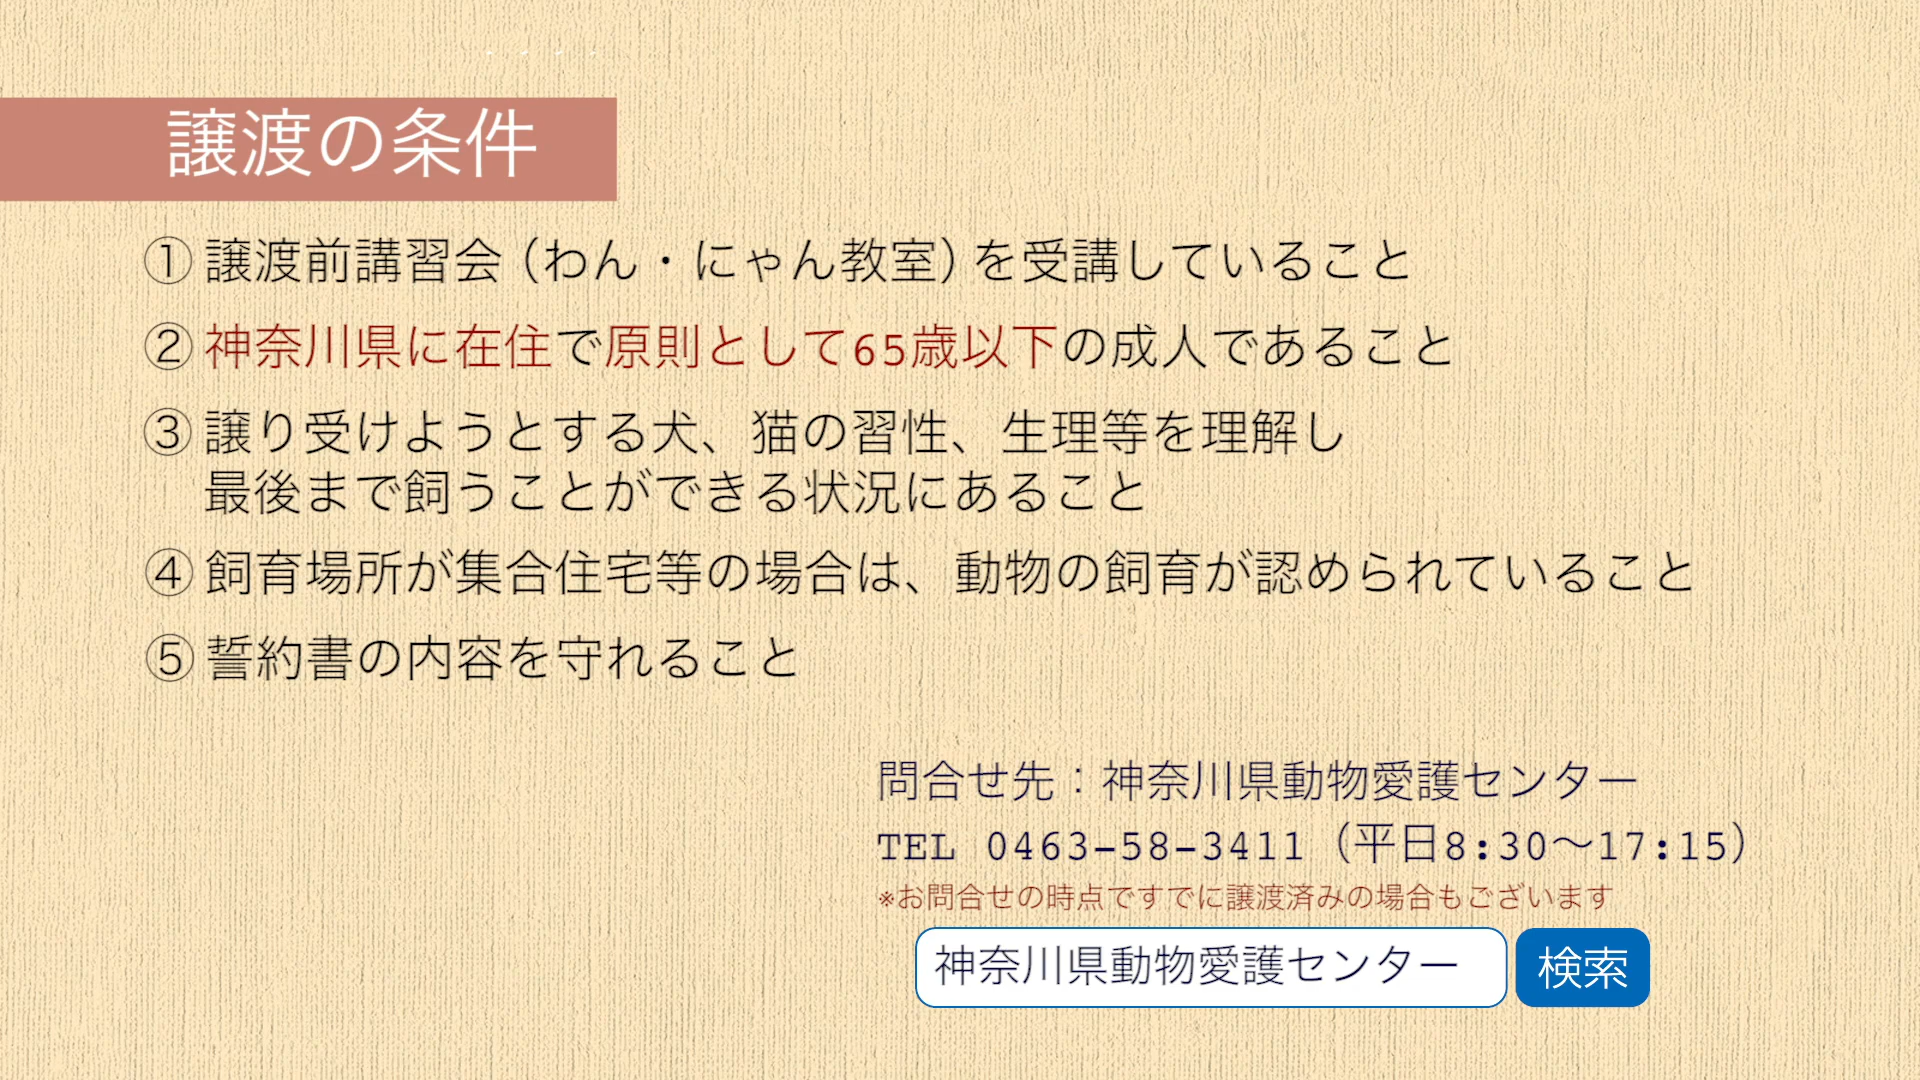 譲渡の条件
①譲渡前講習会（わん・にゃん教室）を受講していること
②神奈川県に在住で原則として65歳以下の成人であること
③譲り受けようとする犬、猫の習性、生理等を理解し
最後まで飼うことができる状況にあること
④飼育場所が集合住宅等の場合は、動物の飼育が認められていること
⑤誓約書の内容を守れること
問合せ先：神奈川県動物愛護センター
TEL 0463-58-3411（平日8:30〜17:15）
※お問合せの時点ですでに譲渡済みの場合もございます
神奈川県動物愛護センター 検索